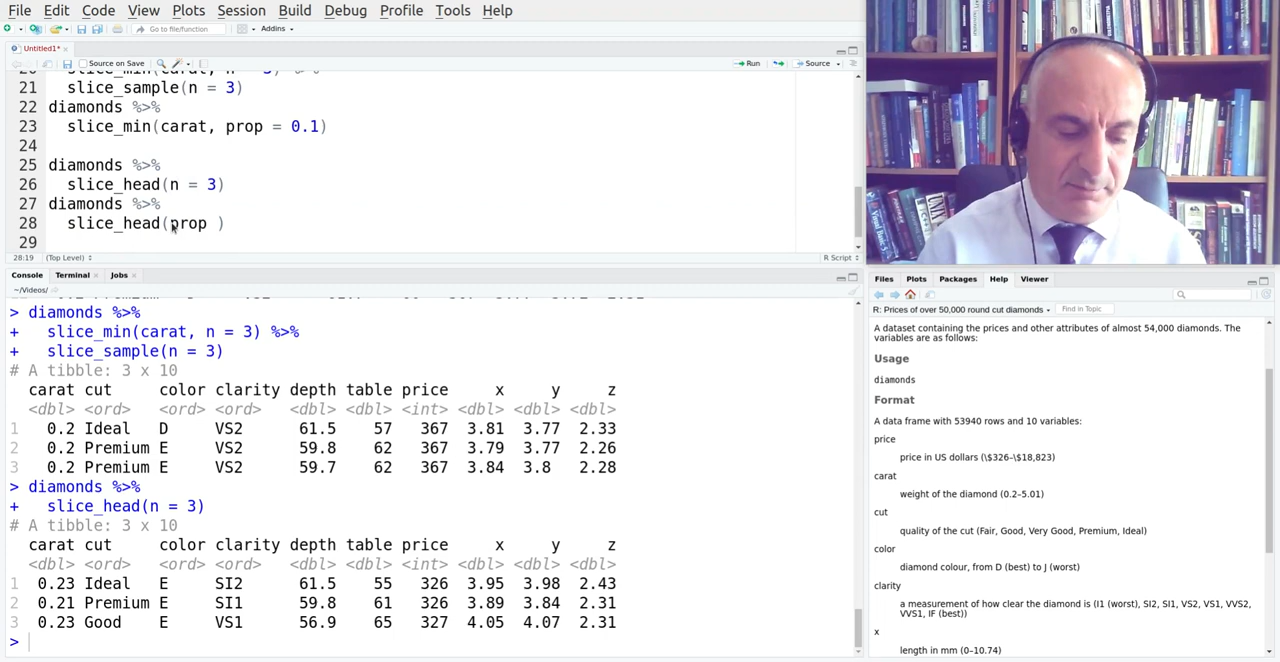 File Edit Code View Plots Session Build Debug Profile Tools Help
Go to file/function Addins
Untitled1*
Source on Save Run Source
21 slice_sample(n = 3)
22 diamonds %>%
23 slice_min(carat, prop = 0.1)
24
25 diamonds %>%
26 slice_head(n = 3)
27 diamonds %>%
28 slice_head(prop )
29
28:19 (Top Level) R Script
Console Terminal Jobs
~/Videos/
> diamonds %>%
+ slice_min(carat, n = 3) %>%
+ slice_sample(n = 3)
# A tibble: 3 x 10
carat cut color clarity depth table price x y z
<dbl> <ord> <ord> <ord> <dbl> <dbl> <int> <dbl> <dbl> <dbl>
1 0.2 Ideal D VS2 61.5 57 367 3.81 3.77 2.33
2 0.2 Premium E VS2 59.8 62 367 3.79 3.77 2.26
3 0.2 Premium E VS2 59.7 62 367 3.84 3.8 2.28
> diamonds %>%
+ slice_head(n = 3)
# A tibble: 3 x 10
carat cut color clarity depth table price x y z
<dbl> <ord> <ord> <ord> <dbl> <dbl> <int> <dbl> <dbl> <dbl>
1 0.23 Ideal E SI2 61.5 55 326 3.95 3.98 2.43
2 0.21 Premium E SI1 59.8 61 326 3.89 3.84 2.31
3 0.23 Good E VS1 56.9 65 327 4.05 4.07 2.31
>
Files Plots Packages Help Viewer
R: Prices of over 50,000 round cut diamonds Find in Topic
A dataset containing the prices and other attributes of almost 54,000 diamonds. The
variables are as follows:
Usage
diamonds
Format
A data frame with 53940 rows and 10 variables:
price
price in US dollars (\$326–\$18,823)
carat
weight of the diamond (0.2–5.01)
cut
quality of the cut (Fair, Good, Very Good, Premium, Ideal)
color
diamond colour, from D (best) to J (worst)
clarity
a measurement of how clear the diamond is (I1 (worst), SI2, SI1, VS2, VS1, VVS2,
VVS1, IF (best))
x
length in mm (0–10.74)